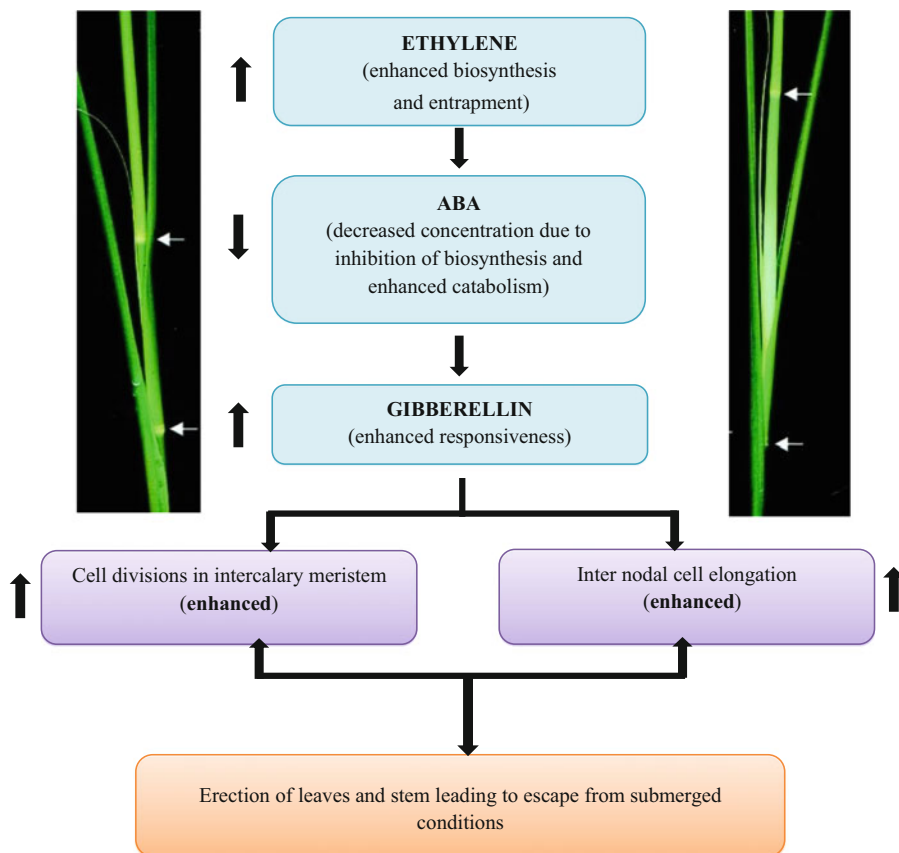 ETHYLENE
(enhanced biosynthesis
and entrapment)
ABA
(decreased concentration due to
inhibition of biosynthesis and
enhanced catabolism)
GIBBERELLIN
(enhanced responsiveness)
Cell divisions in intercalary meristem
(enhanced)
Inter nodal cell elongation
(enhanced)
Erection of leaves and stem leading to escape from submerged
conditions